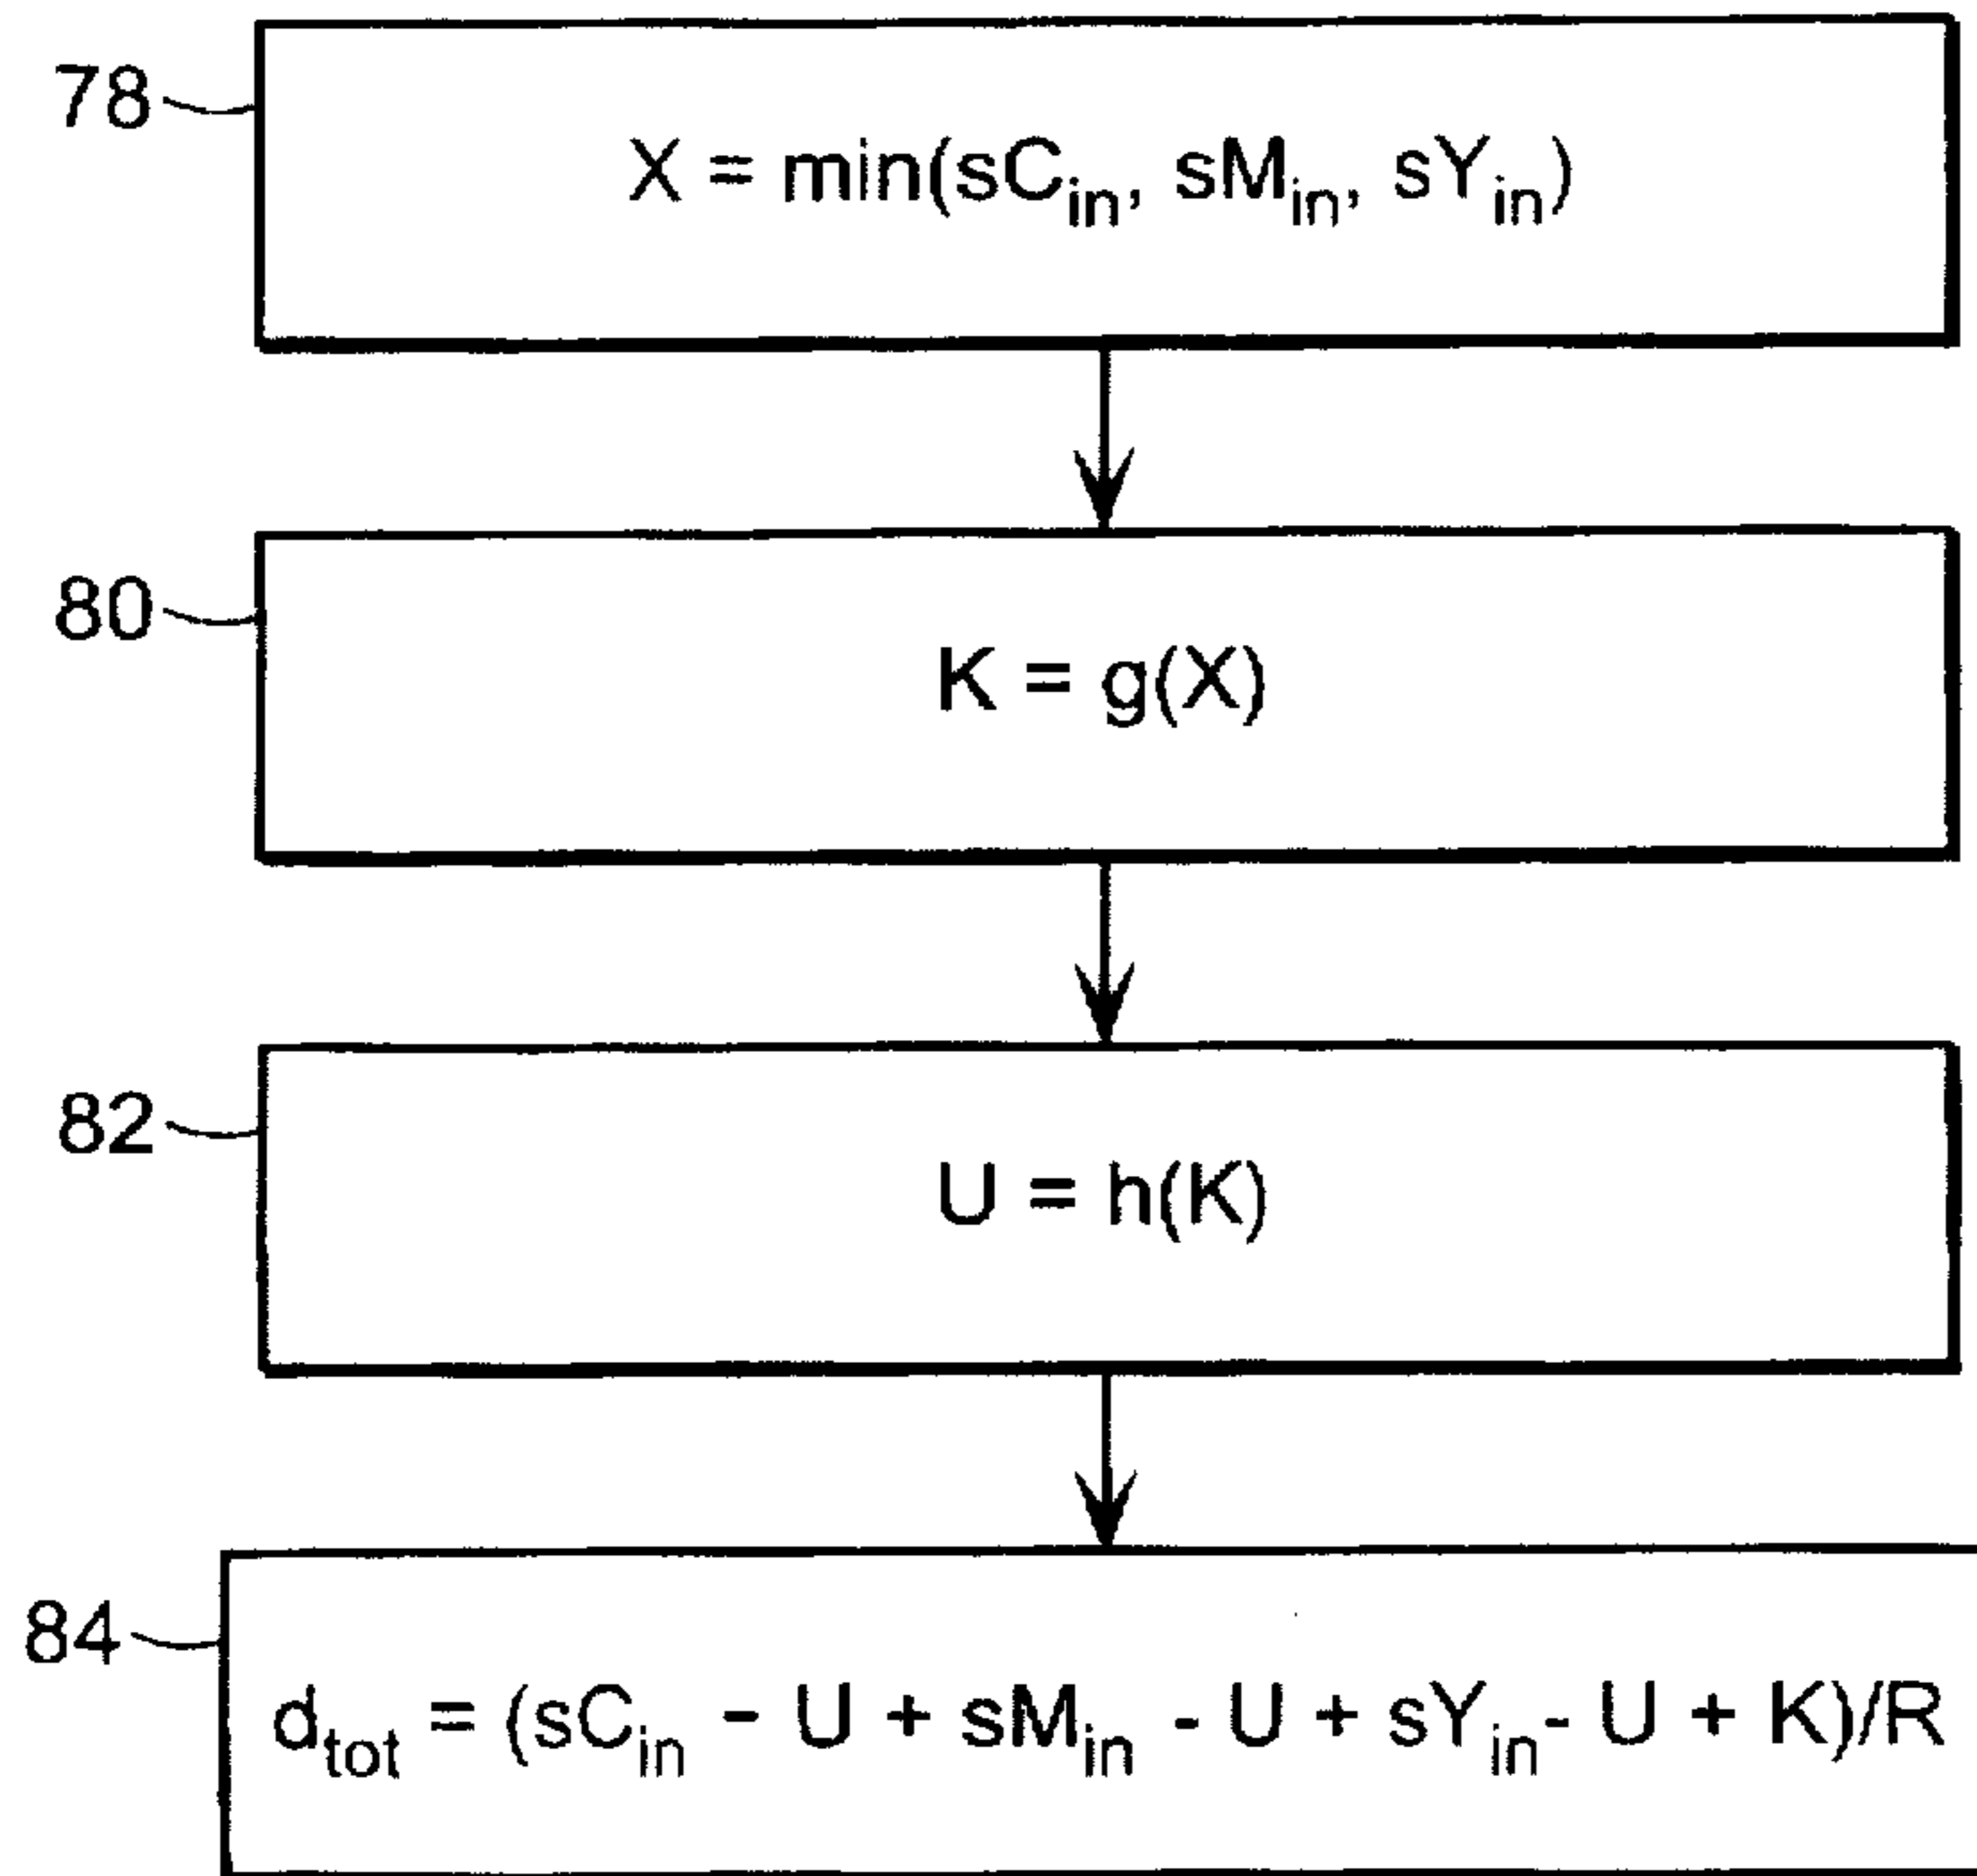 78
X = min(sC_in, sM_in, sY_in)
80
K = g(X)
82
U = h(K)
84
d_tot = (sC_in - U + sM_in - U + sY_in - U + K)/R